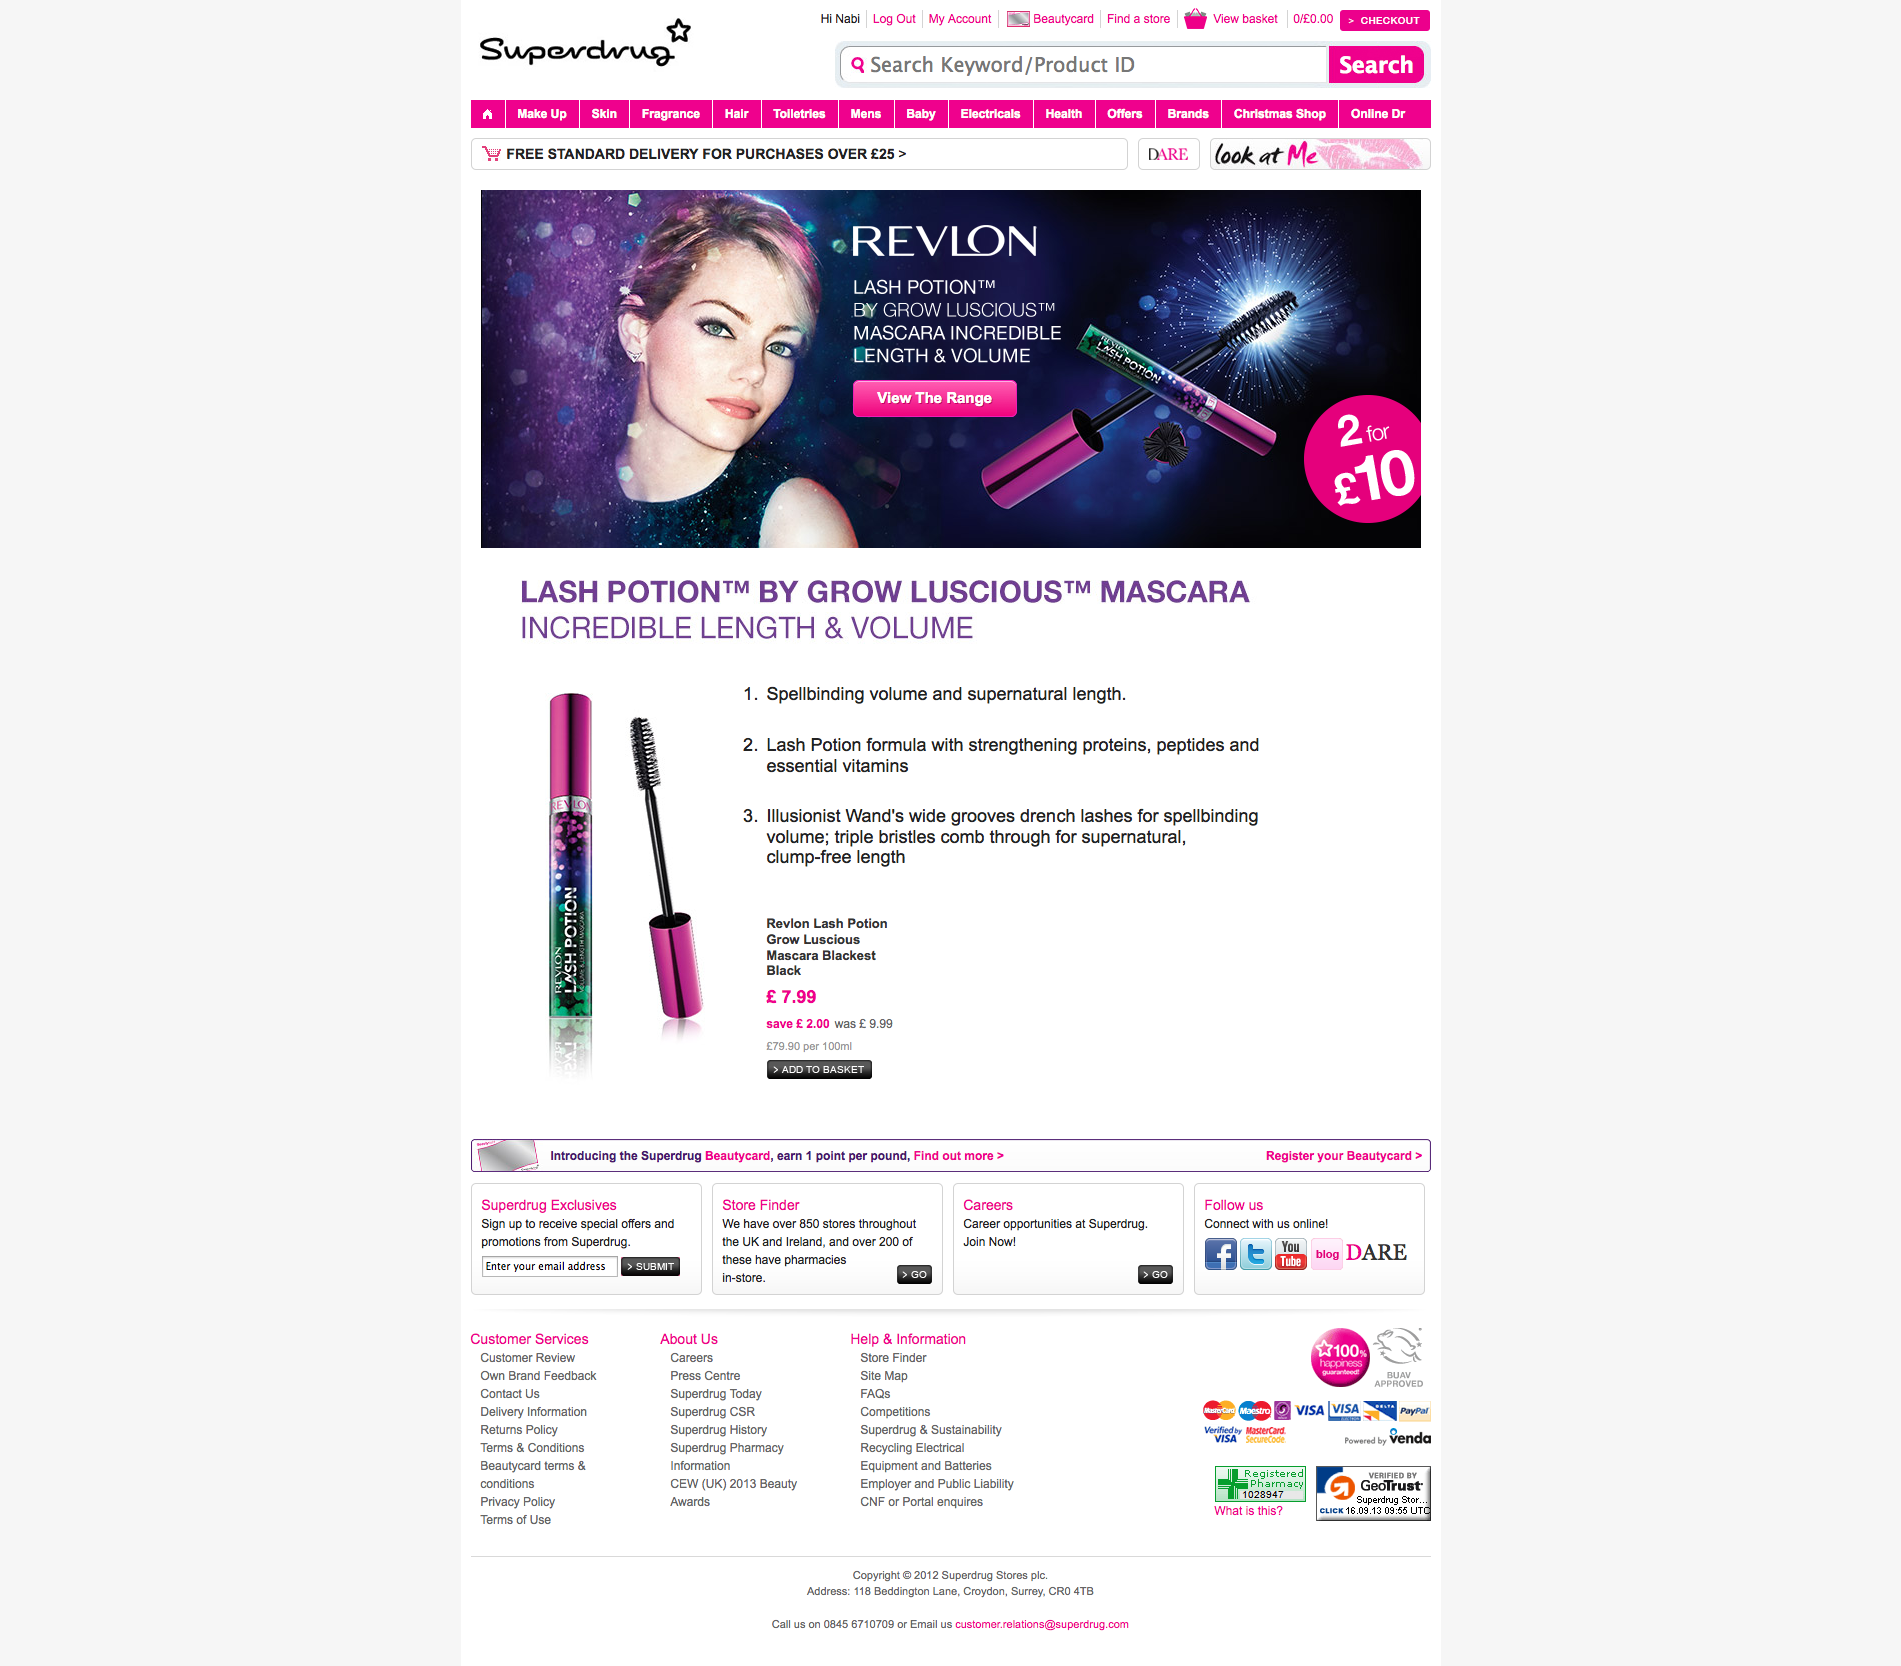 Superdrug
Hi Nabi Log Out My Account Beautycard Find a store View basket 0/£0.00 > CHECKOUT
Search Keyword/Product ID Search
Make Up Skin Fragrance Hair Toiletries Mens Baby Electricals Health Offers Brands Christmas Shop Online Dr
FREE STANDARD DELIVERY FOR PURCHASES OVER £25 > DARE look at Me
REVLON
LASH POTION™
BY GROW LUSCIOUS™
MASCARA INCREDIBLE
LENGTH & VOLUME
View The Range
REVLON
LASH POTION
2 for
£10
LASH POTION™ BY GROW LUSCIOUS™ MASCARA
INCREDIBLE LENGTH & VOLUME
1. Spellbinding volume and supernatural length.
2. Lash Potion formula with strengthening proteins, peptides and
essential vitamins
3. Illusionist Wand's wide grooves drench lashes for spellbinding
volume; triple bristles comb through for supernatural,
clump-free length
REVLON
REVLON
LASH POTION
Revlon Lash Potion
Grow Luscious
Mascara Blackest
Black
£ 7.99
save £ 2.00 was £ 9.99
£79.90 per 100ml
> ADD TO BASKET
Introducing the Superdrug Beautycard, earn 1 point per pound, Find out more > Register your Beautycard >
Superdrug Exclusives
Sign up to receive special offers and
promotions from Superdrug.
Enter your email address > SUBMIT
Store Finder
We have over 850 stores throughout
the UK and Ireland, and over 200 of
these have pharmacies
in-store.
> GO
Careers
Career opportunities at Superdrug.
Join Now!
> GO
Follow us
Connect with us online!
You Tube blog DARE
Customer Services
Customer Review
Own Brand Feedback
Contact Us
Delivery Information
Returns Policy
Terms & Conditions
Beautycard terms &
conditions
Privacy Policy
Terms of Use
About Us
Careers
Press Centre
Superdrug Today
Superdrug CSR
Superdrug History
Superdrug Pharmacy
Information
CEW (UK) 2013 Beauty
Awards
Help & Information
Store Finder
Site Map
FAQs
Competitions
Superdrug & Sustainability
Recycling Electrical
Equipment and Batteries
Employer and Public Liability
CNF or Portal enquires
100%
happiness
guaranteed!
BUAV
APPROVED
MasterCard Maestro VISA VISA DELTA PayPal
Verified by VISA MasterCard. SecureCode.
Powered by venda
Registered
Pharmacy
1028947
What is this?
VERIFIED BY
GeoTrust
Superdrug Stor...
CLICK 16.09.13 09:55 UTC
Copyright © 2012 Superdrug Stores plc.
Address: 118 Beddington Lane, Croydon, Surrey, CR0 4TB
Call us on 0845 6710709 or Email us customer.relations@superdrug.com